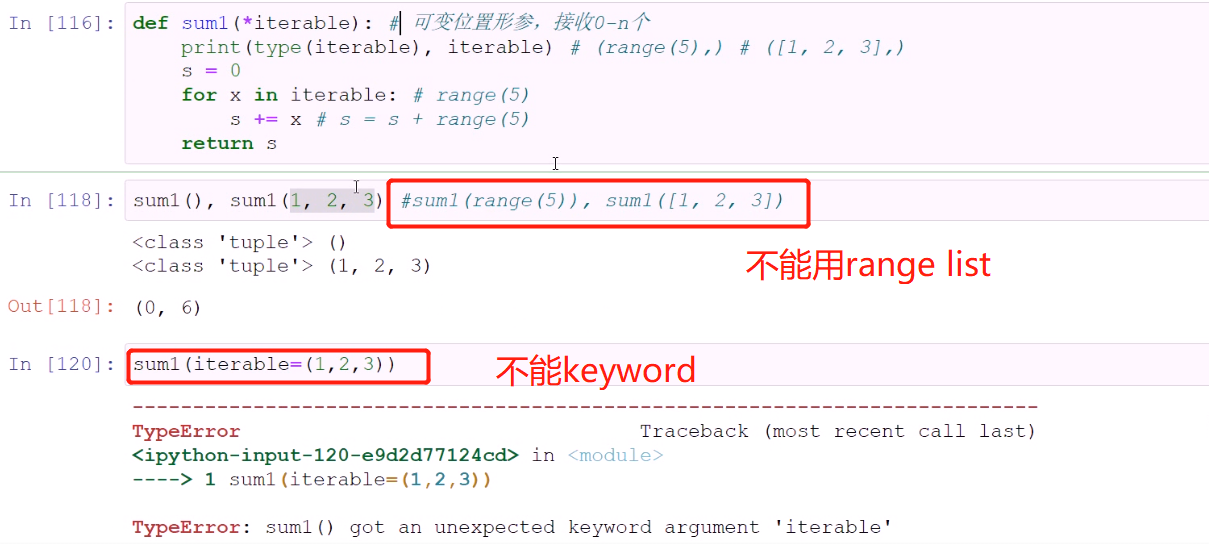 In [116]: def sum1(*iterable): # 可变位置形参，接收0-n个
    print(type(iterable), iterable) # (range(5),) # ([1, 2, 3],)
    s = 0
    for x in iterable: # range(5)
        s += x # s = s + range(5)
    return s
In [118]: sum1(), sum1(1, 2, 3) #sum1(range(5)), sum1([1, 2, 3])
<class 'tuple'> ()
<class 'tuple'> (1, 2, 3)
不能用range list
Out[118]: (0, 6)
In [120]: sum1(iterable=(1,2,3)) 不能keyword
---------------------------------------------------------------------------
TypeError                                 Traceback (most recent call last)
<ipython-input-120-e9d2d77124cd> in <module>
----> 1 sum1(iterable=(1,2,3))
TypeError: sum1() got an unexpected keyword argument 'iterable'